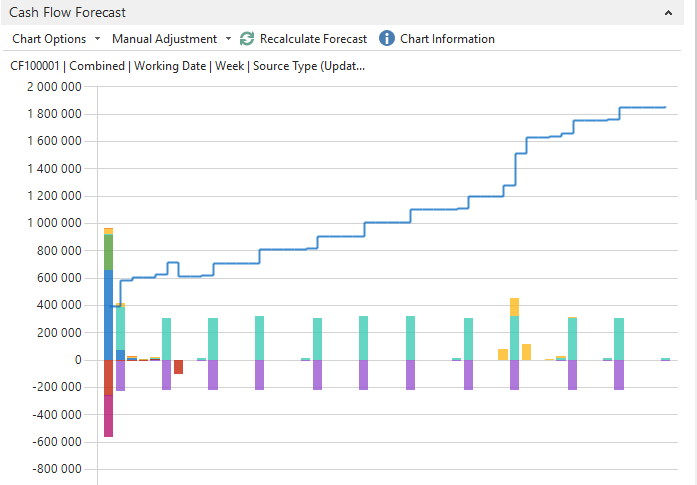 Cash Flow Forecast
Chart Options Manual Adjustment Recalculate Forecast Chart Information
CF100001 | Combined | Working Date | Week | Source Type (Updat...
2 000 000
1 800 000
1 600 000
1 400 000
1 200 000
1 000 000
800 000
600 000
400 000
200 000
0
-200 000
-400 000
-600 000
-800 000